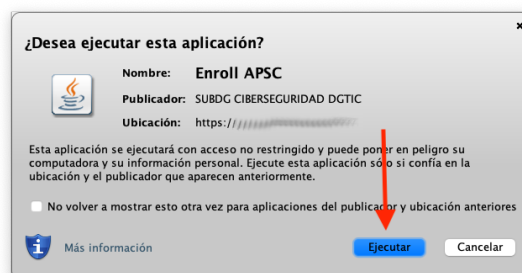 ¿Desea ejecutar esta aplicación?
Nombre: Enroll APSC
Publicador: SUBDG CIBERSEGURIDAD DGTIC
Ubicación: https://
Esta aplicación se ejecutará con acceso no restringido y puede poner en peligro su
computadora y su información personal. Ejecute esta aplicación sólo si confía en la
ubicación y el publicador que aparecen anteriormente.
No volver a mostrar esto otra vez para aplicaciones del publicador y ubicación anteriores
Más información
Ejecutar
Cancelar